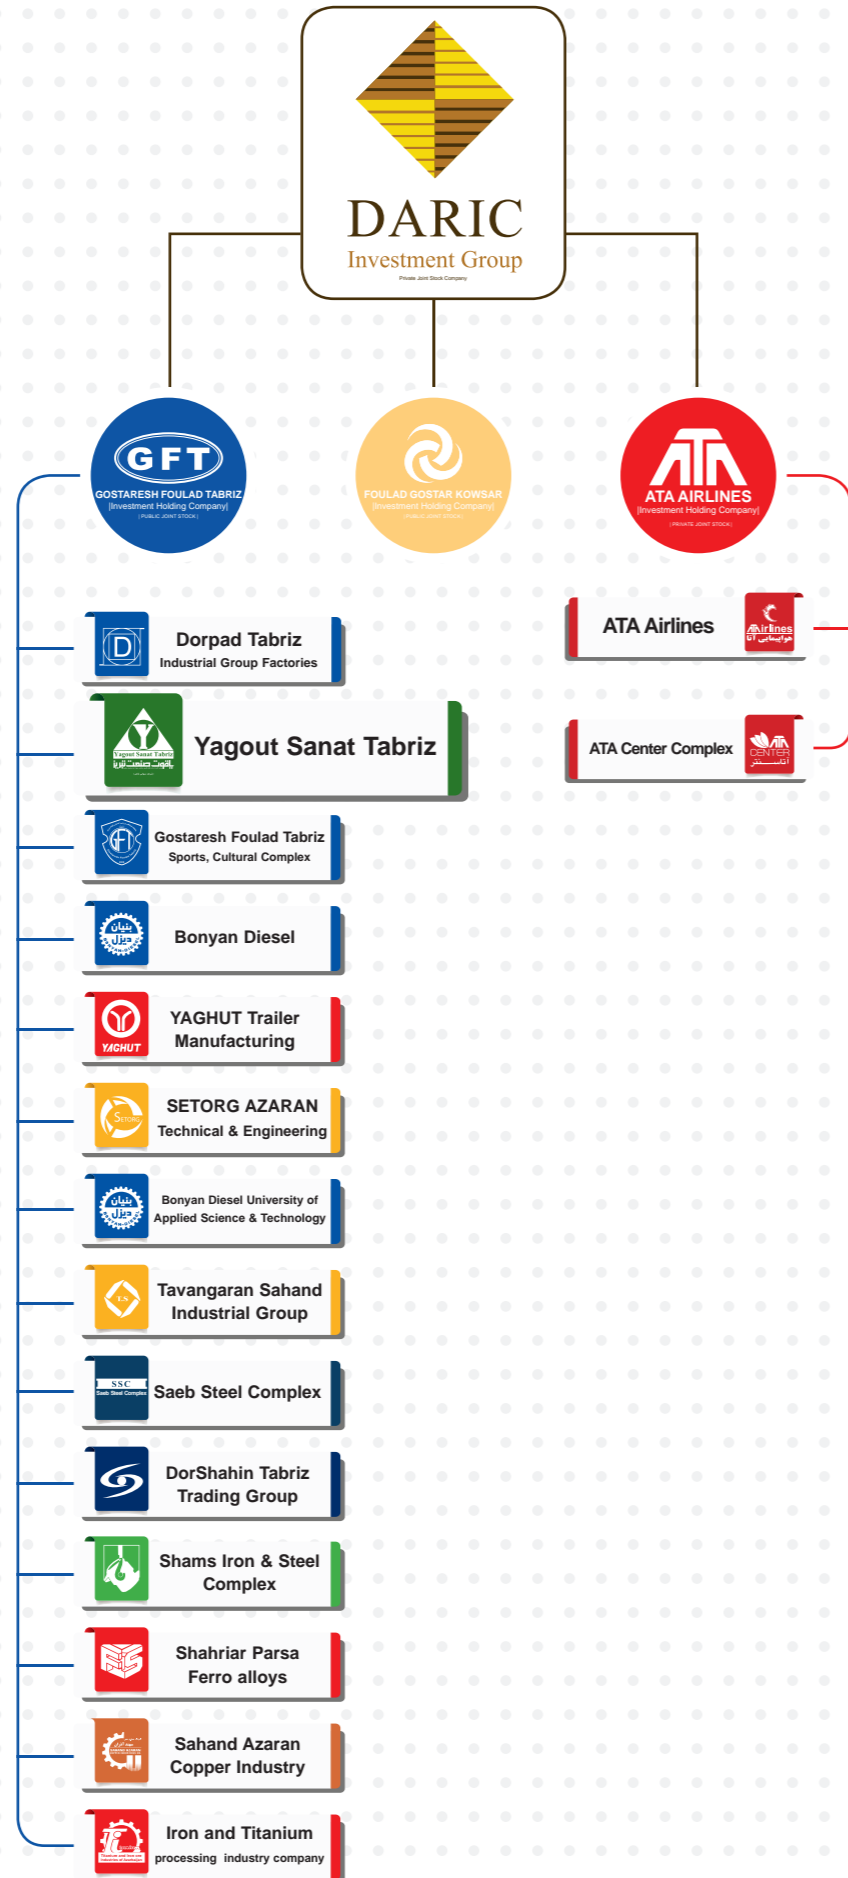 DARIC
Investment Group
Private Joint Stock Company
GFT
GOSTARESH FOULAD TABRIZ
|Investment Holding Company|
| PUBLIC JOINT STOCK |
FOULAD GOSTAR KOWSAR
|Investment Holding Company|
| PUBLIC JOINT STOCK |
ATA
ATA AIRLINES
|Investment Holding Company|
| PRIVATE JOINT STOCK |
D
Dorpad Tabriz
Industrial Group Factories
ATA Airlines
ATA Airlines
هواپیمایی آتا
Yagout Sanat Tabriz
یاقوت صنعت تبریز
Yagout Sanat Tabriz
ATA Center Complex
ATA
CENTER
آتاسنتر
GFT
Gostaresh Foulad Tabriz
Sports, Cultural Complex
بنیان
دیزل
Bonyan Diesel
YAGHUT
YAGHUT Trailer
Manufacturing
SETORG
SETORG AZARAN
Technical & Engineering
بنیان
دیزل
Bonyan Diesel University of
Applied Science & Technology
T.S
Tavangaran Sahand
Industrial Group
SSC
Saeb Steel Complex
Saeb Steel Complex
DorShahin Tabriz
Trading Group
Shams Iron & Steel
Complex
Shahriar Parsa
Ferro alloys
Sahand Azaran
Copper Industry
Ti
Iron and Titanium
processing industry company